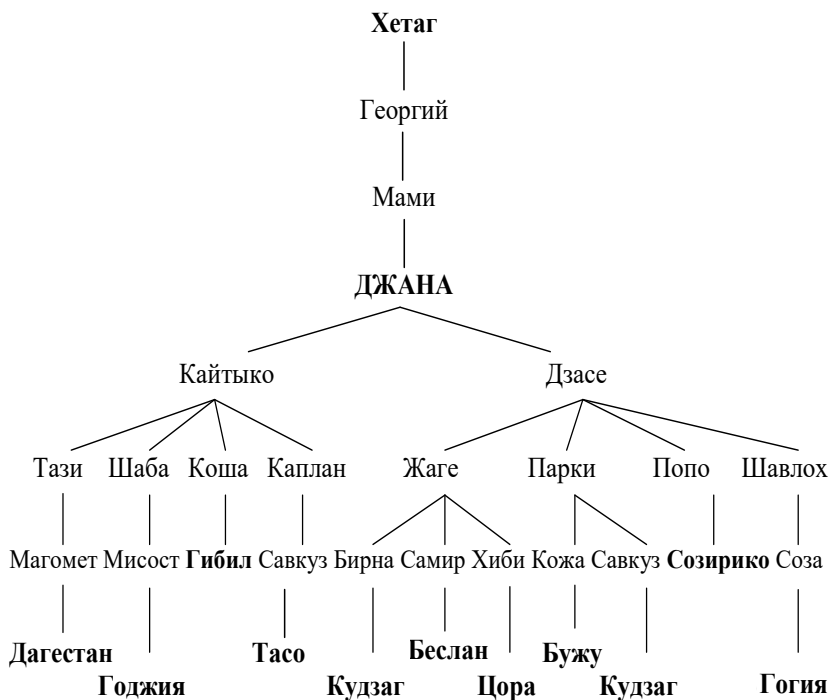 Хетаг
Георгий
Мами
ДЖАНА
Кайтыко Дзасе
Тази Шаба Коша Каплан Жаге Парки Попо Шавлох
Магомет Мисост Гибил Савкуз Бирна Самир Хиби Кожа Савкуз Созирико Соза
Дагестан Тасо Беслан Бужу
Годжия Кудзаг Цора Кудзаг Гогия